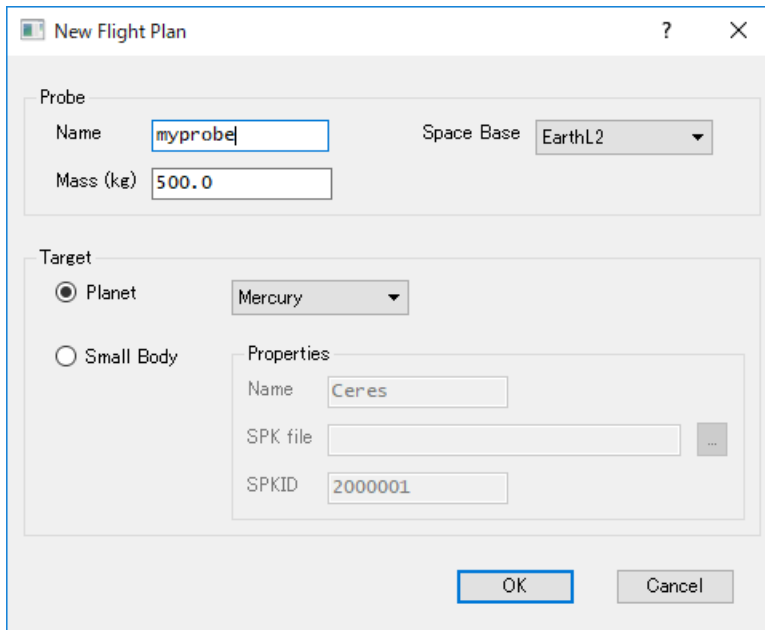 New Flight Plan
Probe
Name myprobe Space Base EarthL2
Mass (kg) 500.0
Target
Planet Mercury
Small Body Properties
Name Ceres
SPK file ...
SPKID 2000001
OK Cancel